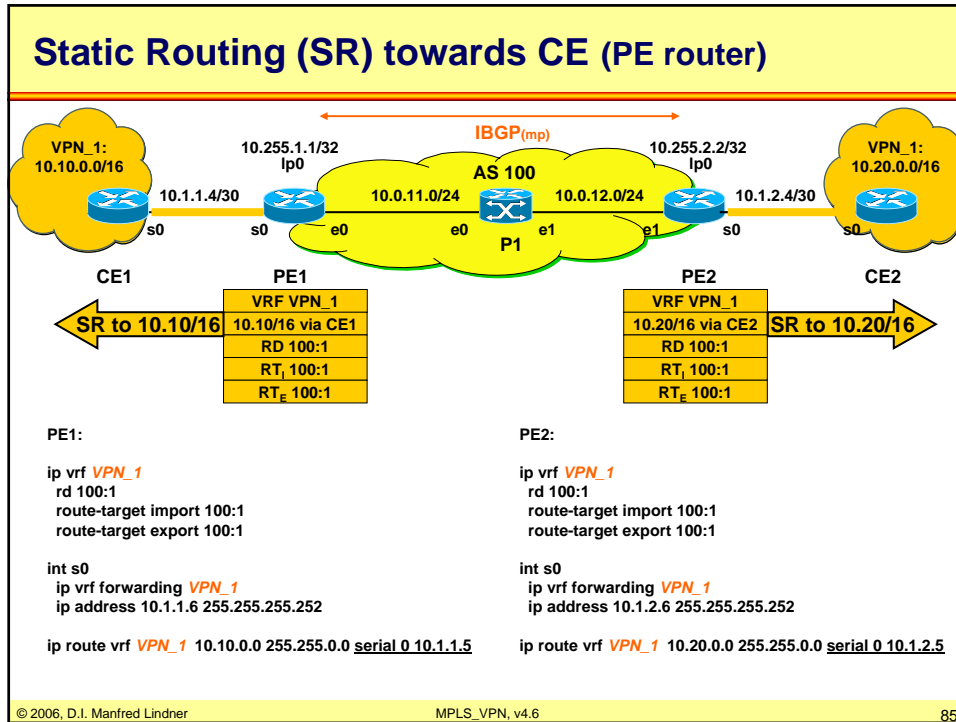 Static Routing (SR) towards CE (PE router)
IBGP(mp)
VPN_1:
10.10.0.0/16
10.255.1.1/32
lp0
10.255.2.2/32
lp0
VPN_1:
10.20.0.0/16
AS 100
10.1.1.4/30
10.0.11.0/24
10.0.12.0/24
10.1.2.4/30
s0
s0
e0
e0
P1
e1
e1
s0
s0
CE1
PE1
PE2
CE2
SR to 10.10/16
VRF VPN_1
10.10/16 via CE1
RD 100:1
RTI 100:1
RTE 100:1
VRF VPN_1
10.20/16 via CE2
RD 100:1
RTI 100:1
RTE 100:1
SR to 10.20/16
PE1:
ip vrf VPN_1
rd 100:1
route-target import 100:1
route-target export 100:1
int s0
ip vrf forwarding VPN_1
ip address 10.1.1.6 255.255.255.252
ip route vrf VPN_1 10.10.0.0 255.255.0.0 serial 0 10.1.1.5
PE2:
ip vrf VPN_1
rd 100:1
route-target import 100:1
route-target export 100:1
int s0
ip vrf forwarding VPN_1
ip address 10.1.2.6 255.255.255.252
ip route vrf VPN_1 10.20.0.0 255.255.0.0 serial 0 10.1.2.5
© 2006, D.I. Manfred Lindner
MPLS_VPN, v4.6
85